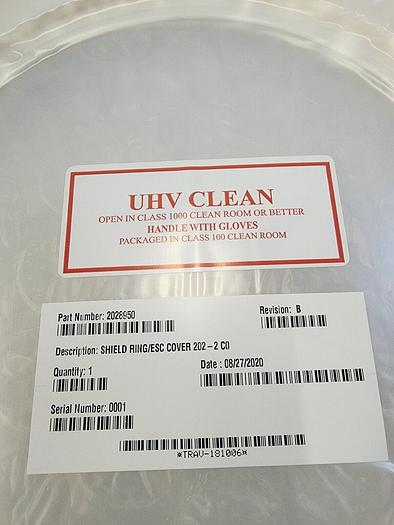 UHV CLEAN
OPEN IN CLASS 1000 CLEAN ROOM OR BETTER
HANDLE WITH GLOVES
PACKAGED IN CLASS 100 CLEAN ROOM
Part Number: 2026950 Revision: B
Description: SHIELD RING/ESC COVER 202-2 CO
Quantity: 1 Date : 08/27/2020
Serial Number: 0001
*TRAV-181006*